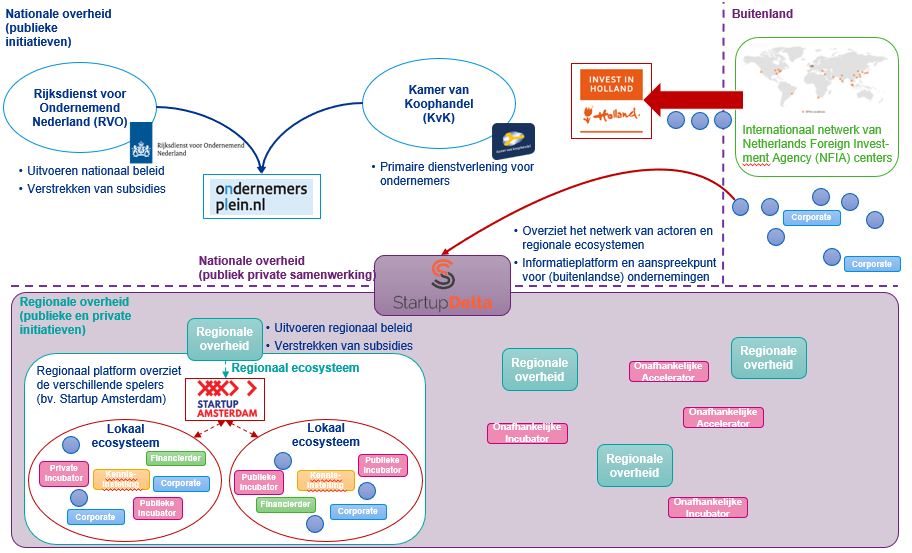 Nationale overheid
(publieke
initiatieven)
Buitenland
Rijksdienst voor
Ondernemend
Nederland (RVO)
Rijksdienst voor Ondernemend
Nederland
• Uitvoeren nationaal beleid
• Verstrekken van subsidies
ondernemers
plein.nl
Kamer van
Koophandel
(KvK)
Kamer van Koophandel
• Primaire dienstverlening voor
ondernemers
INVEST IN
HOLLAND
Holland.
Internationaal netwerk van
Netherlands Foreign Invest-
ment Agency (NFIA) centers
Corporate
Corporate
• Overziet het netwerk van actoren en
regionale ecosystemen
• Informatieplatform en aanspreekpunt
voor (buitenlandse) ondernemingen
Nationale overheid
(publiek private samenwerking)
StartupDelta
Regionale overheid
(publieke en private
initiatieven)
Regionale
overheid
• Uitvoeren regionaal beleid
• Verstrekken van subsidies
Regionaal ecosysteem
Regionaal platform overziet
de verschillende spelers
(bv. Startup Amsterdam)
STARTUP
AMSTERDAM
Lokaal
ecosysteem
Financierder
Private
Incubator
Kennis-
instelling
Corporate
Publieke
Incubator
Corporate
Lokaal
ecosysteem
Publieke
Incubator
Publieke
Incubator
Kennis-
instelling
Financierder
Corporate
Regionale
overheid
Onafhankelijke
Accelerator
Regionale
overheid
Onafhankelijke
Accelerator
Onafhankelijke
Incubator
Regionale
overheid
Onafhankelijke
Incubator